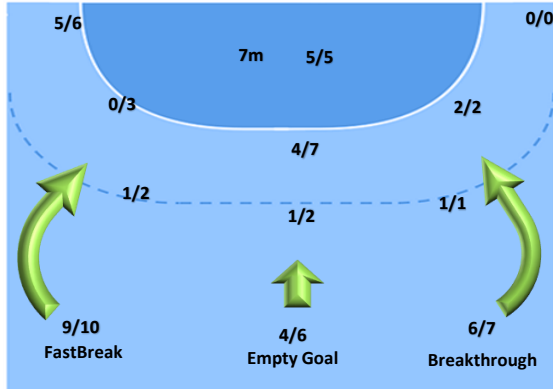 5/6
0/0
7m 5/5
0/3
2/2
4/7
1/2
1/2
1/1
9/10
FastBreak
4/6
Empty Goal
6/7
Breakthrough